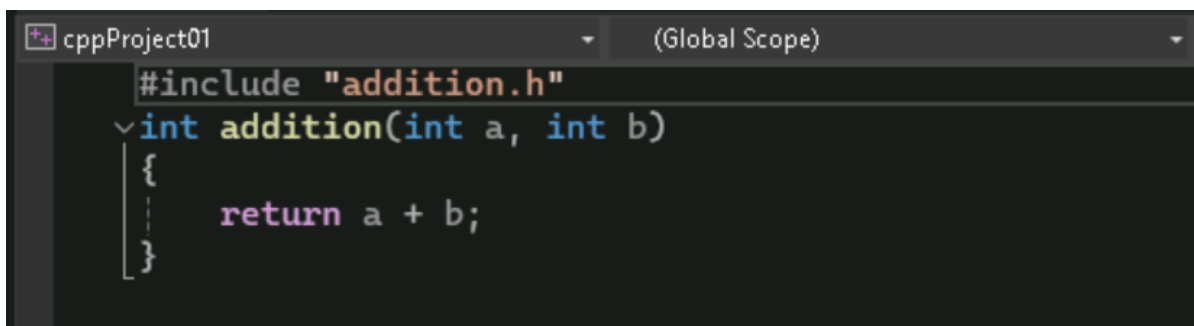 cppProject01 (Global Scope)
#include "addition.h"
int addition(int a, int b)
{
return a + b;
}